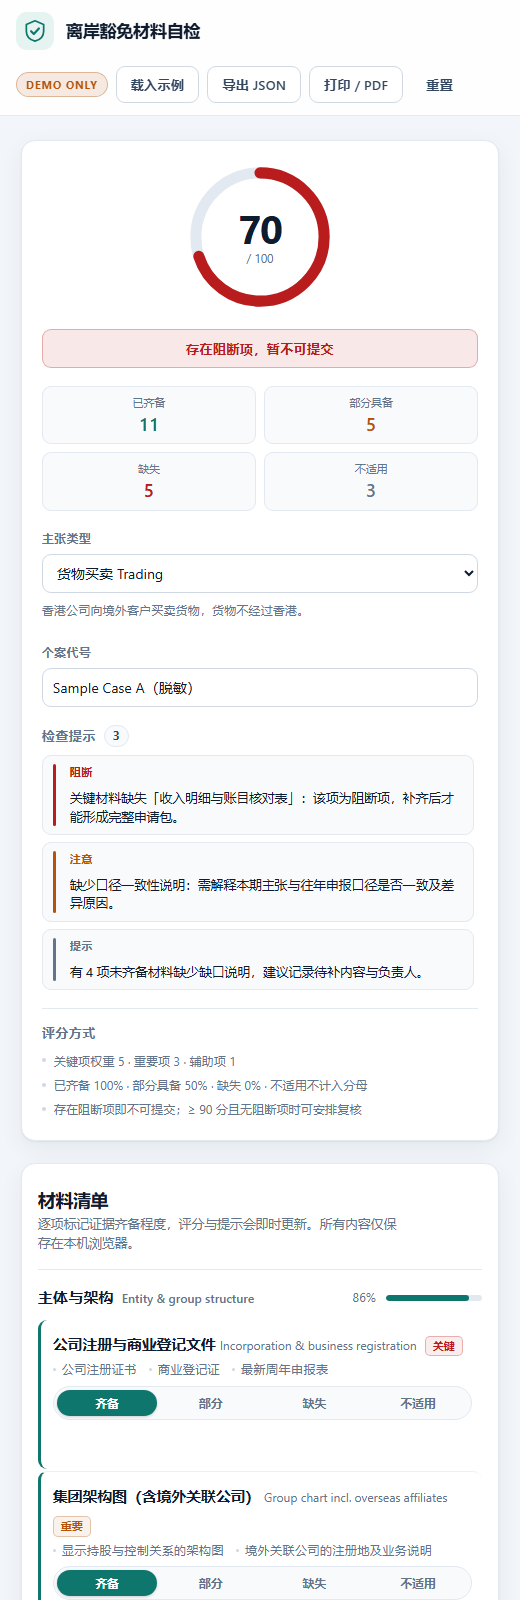 离岸豁免材料自检
DEMO ONLY
载入示例
导出 JSON
打印 / PDF
重置
70
/ 100
存在阻断项，暂不可提交
已齐备
11
部分具备
5
缺失
5
不适用
3
主张类型
货物买卖 Trading
香港公司向境外客户买卖货物，货物不经过香港。
个案代号
Sample Case A（脱敏）
检查提示 3
阻断
关键材料缺失「收入明细与账目核对表」：该项为阻断项，补齐后才
能形成完整申请包。
注意
缺少口径一致性说明：需解释本期主张与往年申报口径是否一致及差
异原因。
提示
有 4 项未齐备材料缺少缺口说明，建议记录待补内容与负责人。
评分方式
关键项权重 5 · 重要项 3 · 辅助项 1
已齐备 100% · 部分具备 50% · 缺失 0% · 不适用不计入分母
存在阻断项即不可提交；≥ 90 分且无阻断项时可安排复核
材料清单
逐项标记证据齐备程度，评分与提示会即时更新。所有内容仅保
存在本机浏览器。
主体与架构 Entity & group structure 86%
公司注册与商业登记文件 Incorporation & business registration 关键
公司注册证书 商业登记证 最新周年申报表
齐备 部分 缺失 不适用
集团架构图（含境外关联公司） Group chart incl. overseas affiliates
重要
显示持股与控制关系的架构图 境外关联公司的注册地及业务说明
齐备 部分 缺失 不适用